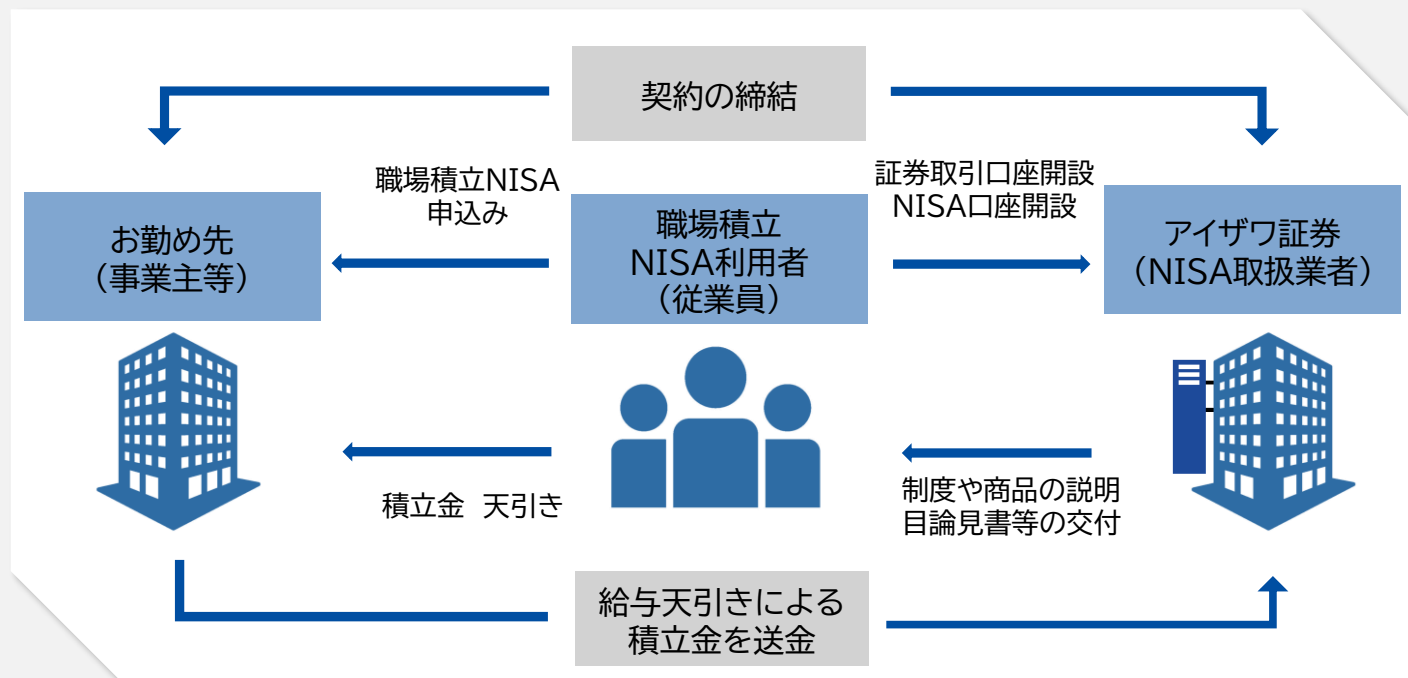 契約の締結
職場積立NISA
申込み
証券取引口座開設
NISA口座開設
お勤め先
（事業主等）
職場積立
NISA利用者
（従業員）
アイザワ証券
（NISA取扱業者）
積立金 天引き
制度や商品の説明
目論見書等の交付
給与天引きによる
積立金を送金